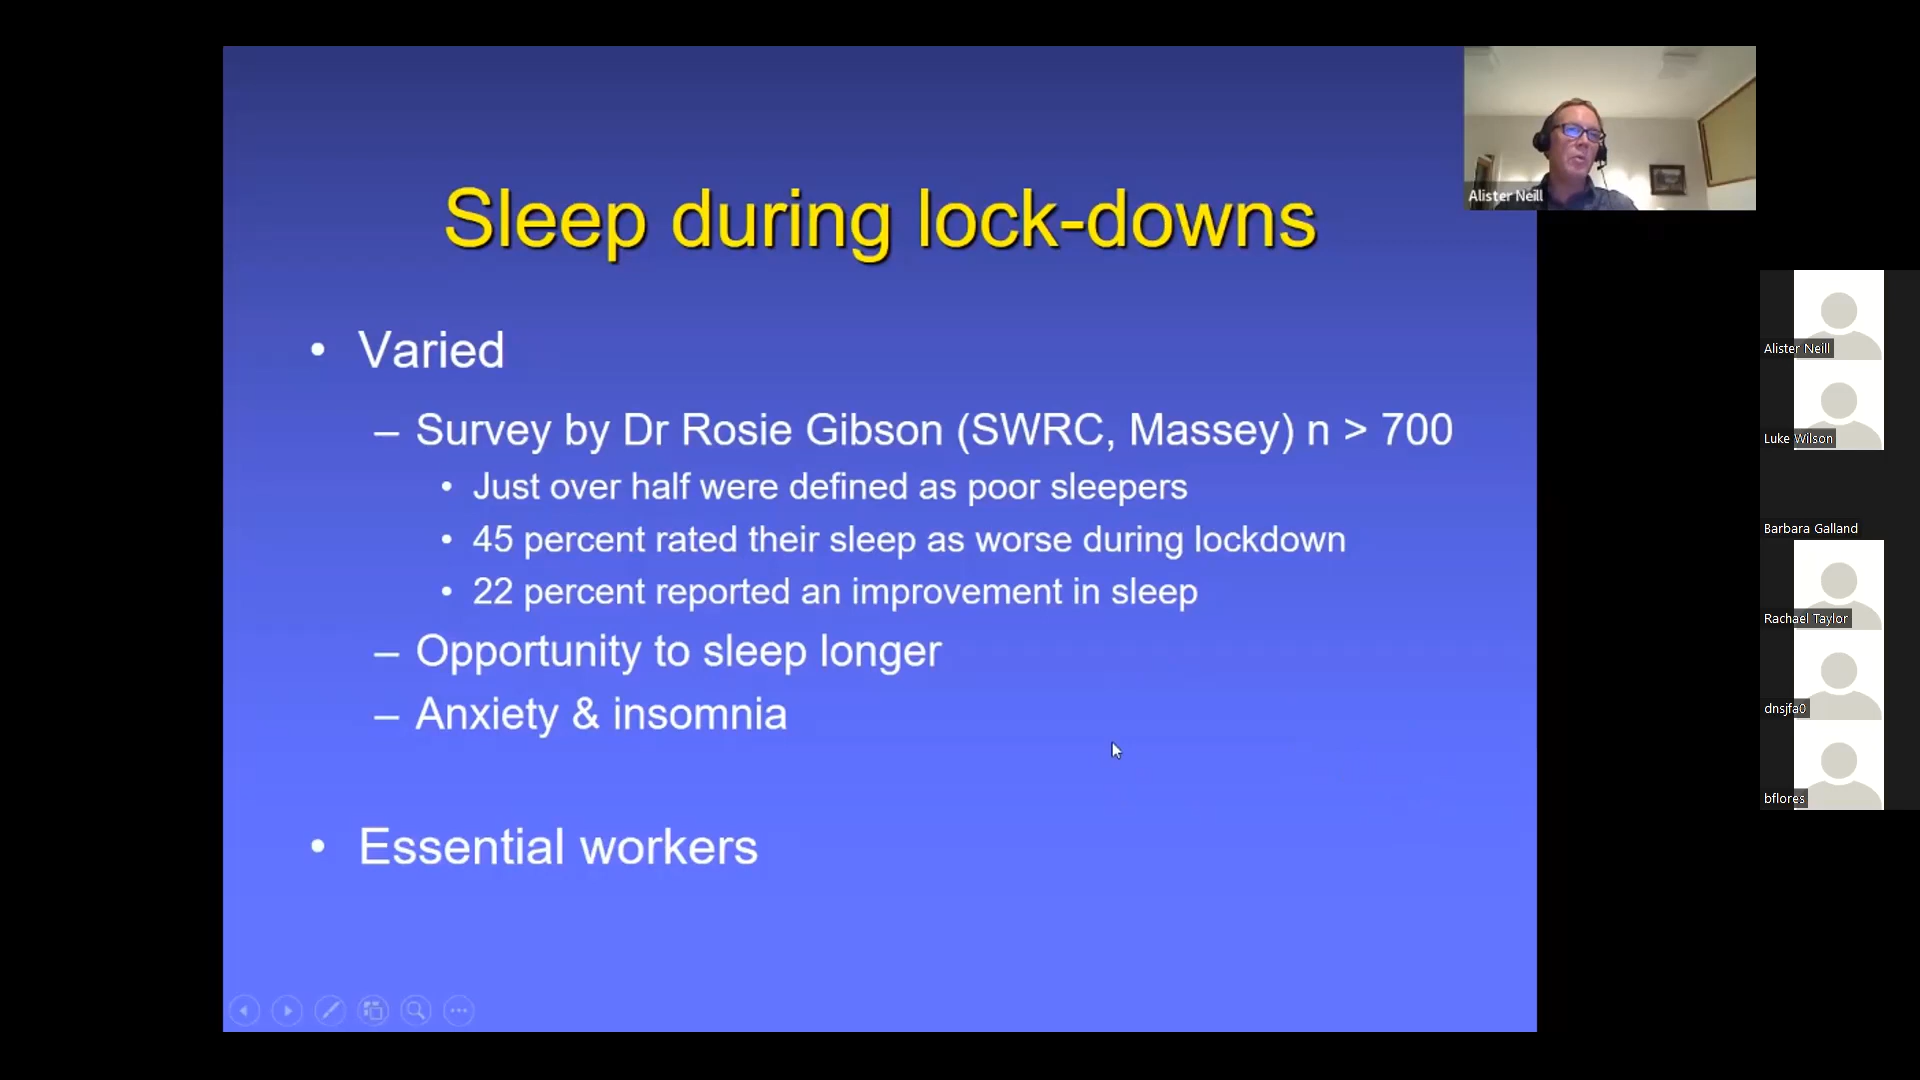 Sleep during lock-downs
• Varied
– Survey by Dr Rosie Gibson (SWRC, Massey) n > 700
• Just over half were defined as poor sleepers
• 45 percent rated their sleep as worse during lockdown
• 22 percent reported an improvement in sleep
– Opportunity to sleep longer
– Anxiety & insomnia
• Essential workers
Alister Neill
Alister Neill
Luke Wilson
Barbara Galland
Rachael Taylor
dnsjfa0
bflores